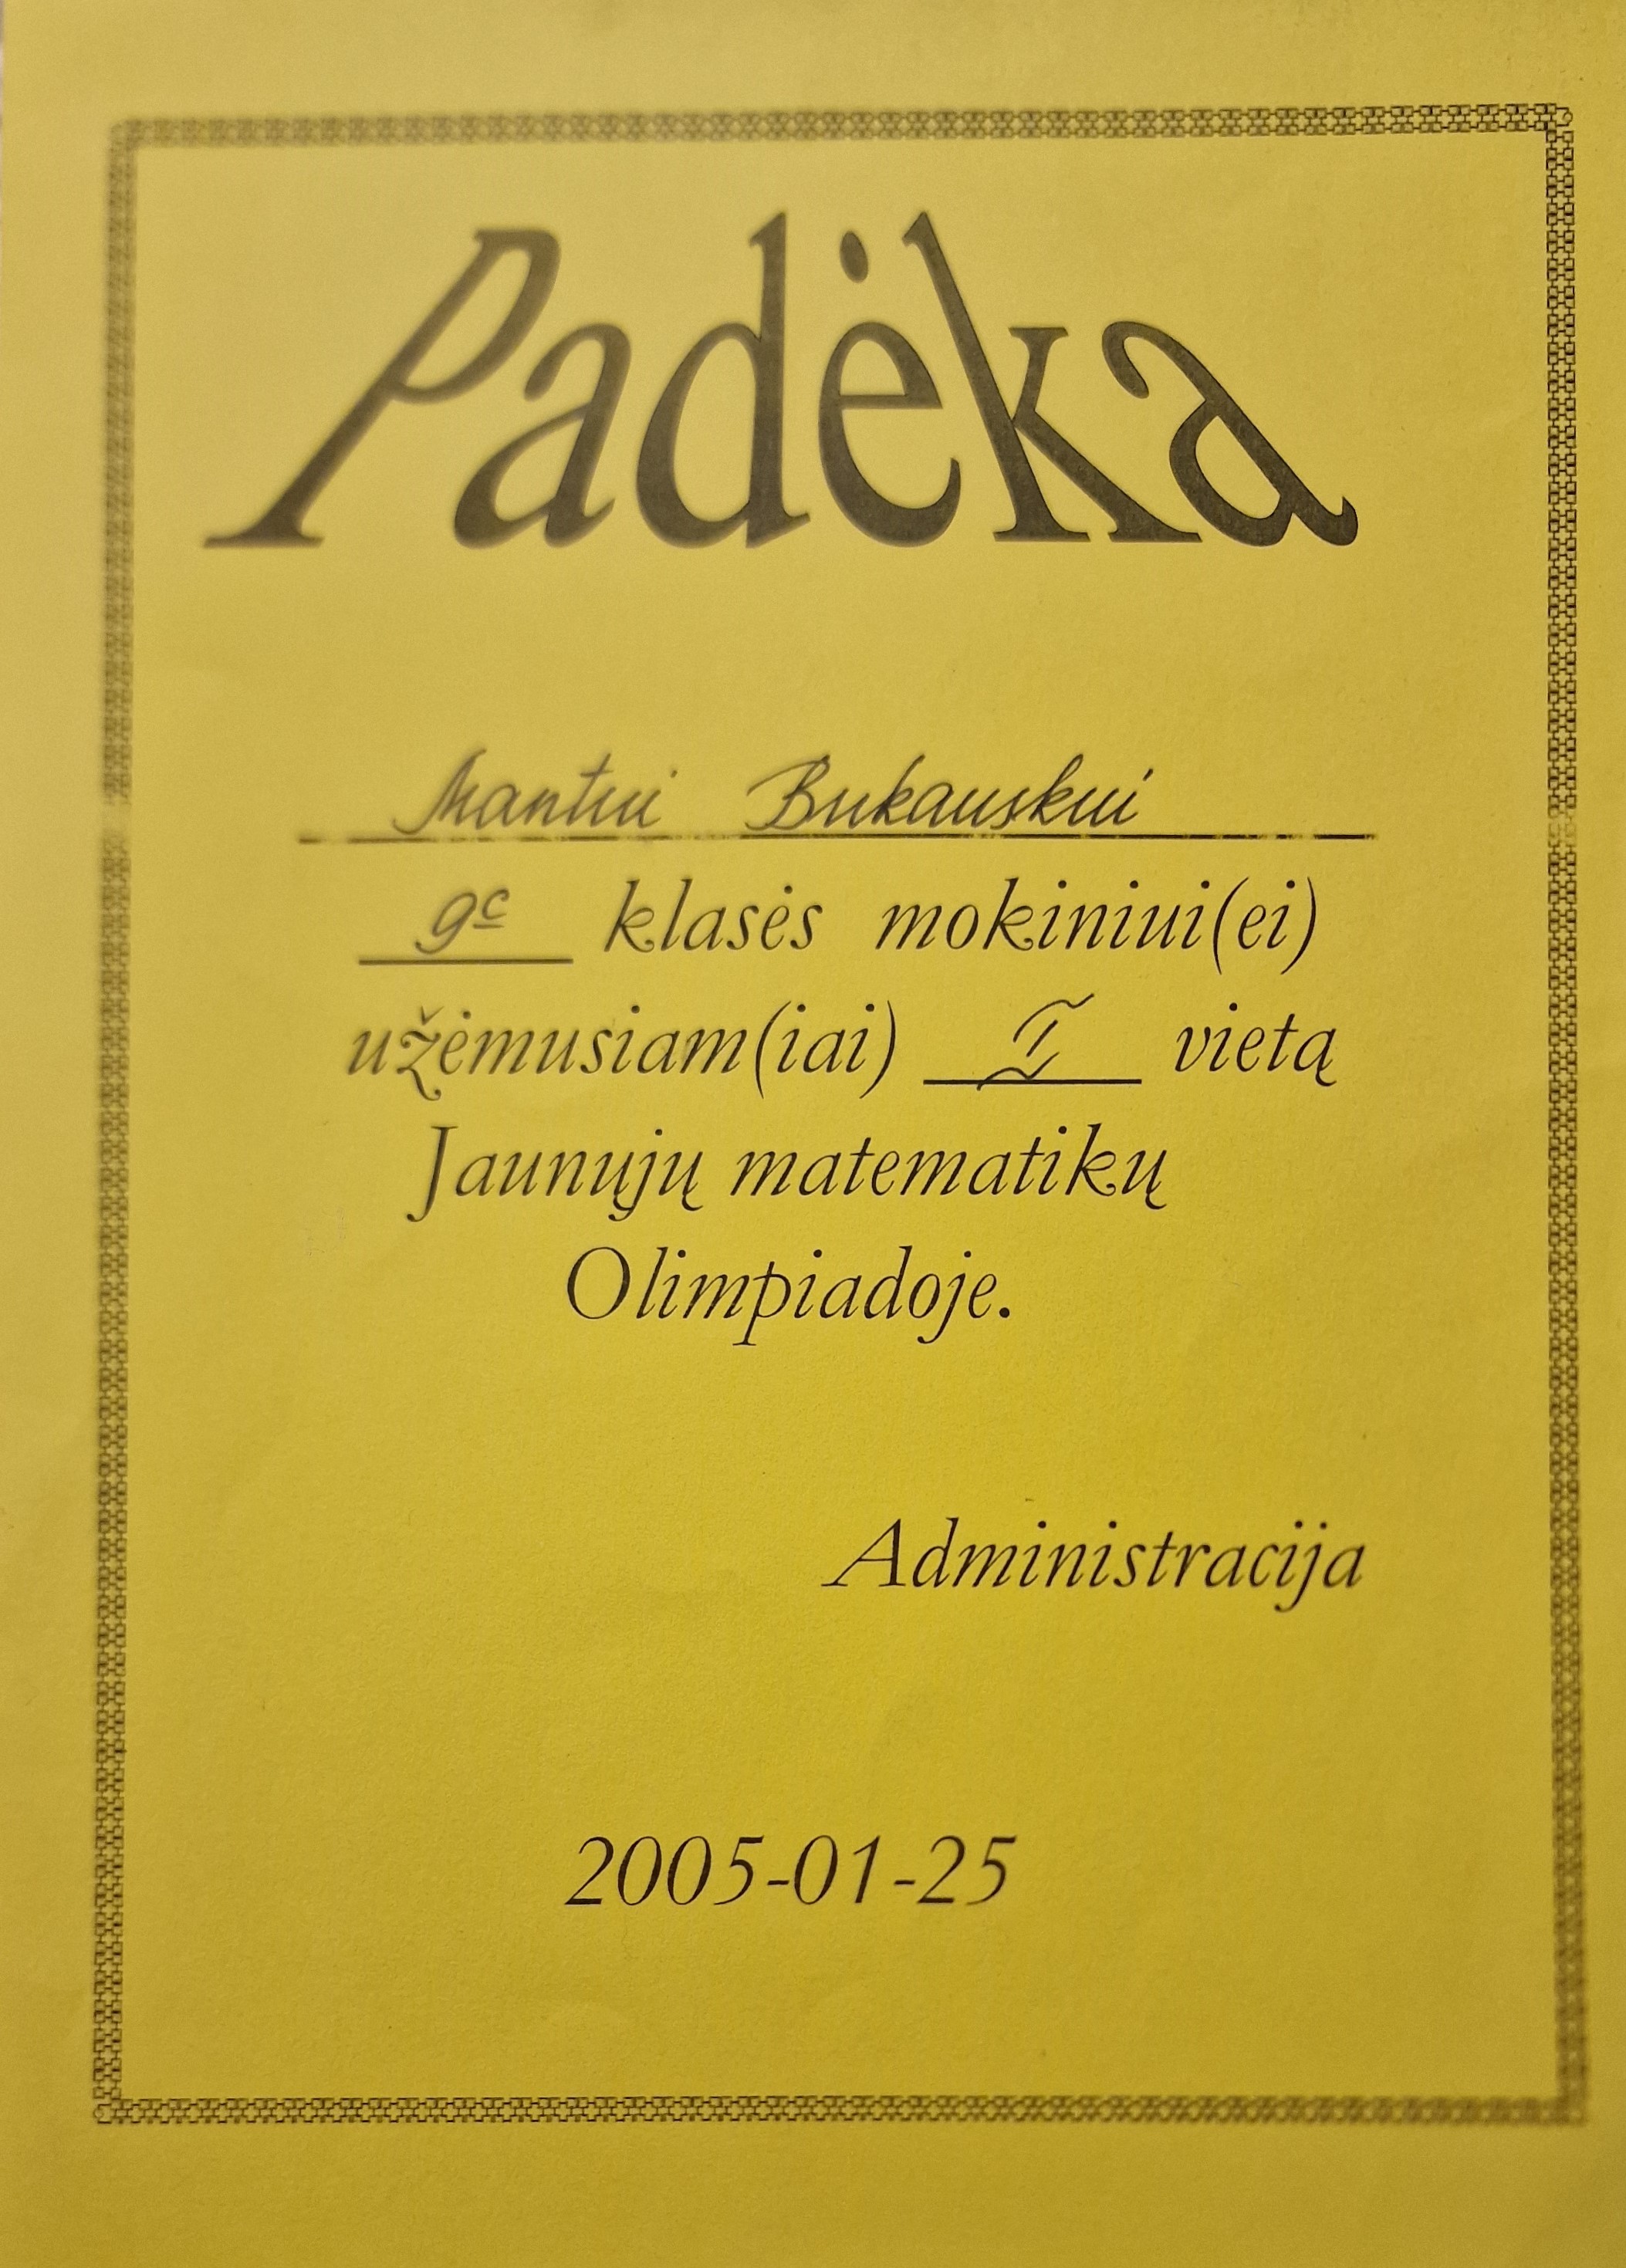 Padėka
Mantui Bukauskui
9c klasės mokiniui(ei)
užėmusiam(iai) I vietą
Jaunųjų matematikų
Olimpiadoje.
Administracija
2005-01-25